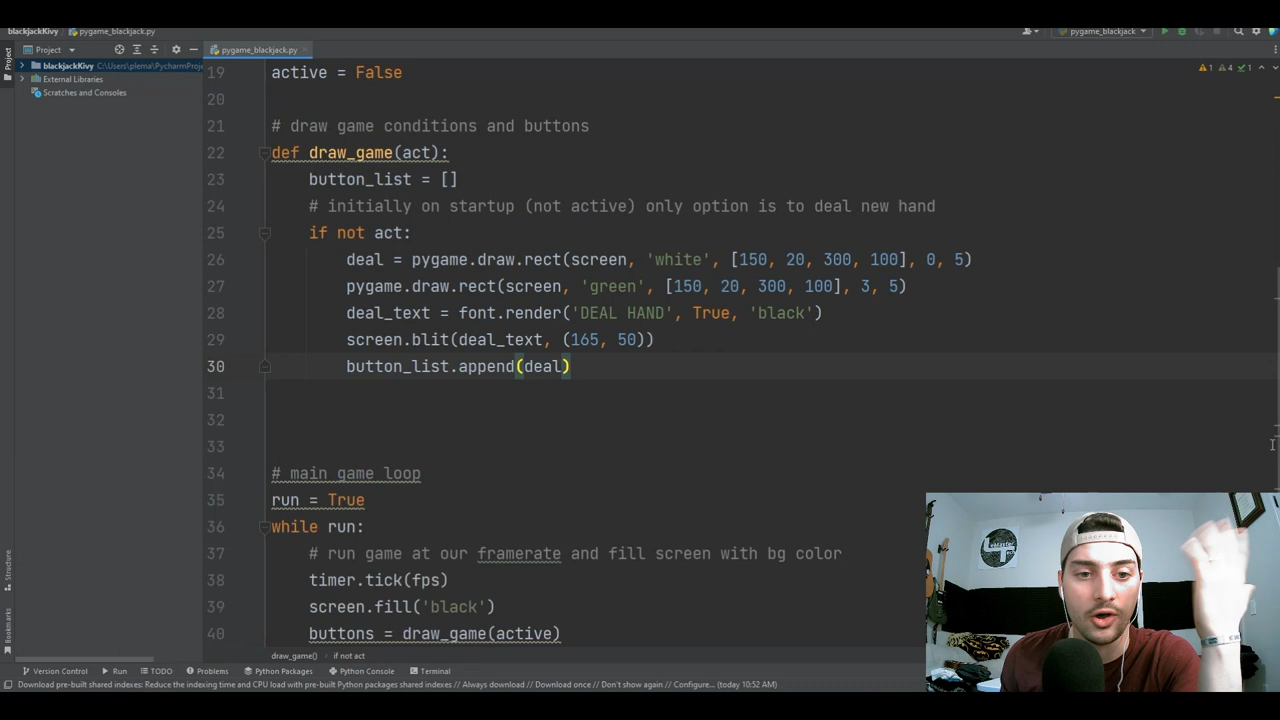 blackjackKivy pygame_blackjack.py
pygame_blackjack
Project
pygame_blackjack.py
Project
blackjackKivy C:\Users\plema\PycharmProje
External Libraries
Scratches and Consoles
1 4 1
19 active = False
20
21 # draw game conditions and buttons
22 def draw_game(act):
23 button_list = []
24 # initially on startup (not active) only option is to deal new hand
25 if not act:
26 deal = pygame.draw.rect(screen, 'white', [150, 20, 300, 100], 0, 5)
27 pygame.draw.rect(screen, 'green', [150, 20, 300, 100], 3, 5)
28 deal_text = font.render('DEAL HAND', True, 'black')
29 screen.blit(deal_text, (165, 50))
30 button_list.append(deal)
31
32
33
34 # main game loop
35 run = True
36 while run:
37 # run game at our framerate and fill screen with bg color
38 timer.tick(fps)
39 screen.fill('black')
40 buttons = draw_game(active)
Structure
Bookmarks
draw_game() if not act
Version Control Run TODO Problems Python Packages Python Console Terminal
Download pre-built shared indexes: Reduce the indexing time and CPU load with pre-built Python packages shared indexes // Always download // Download once // Don't show again // Configure... (today 10:52 AM)